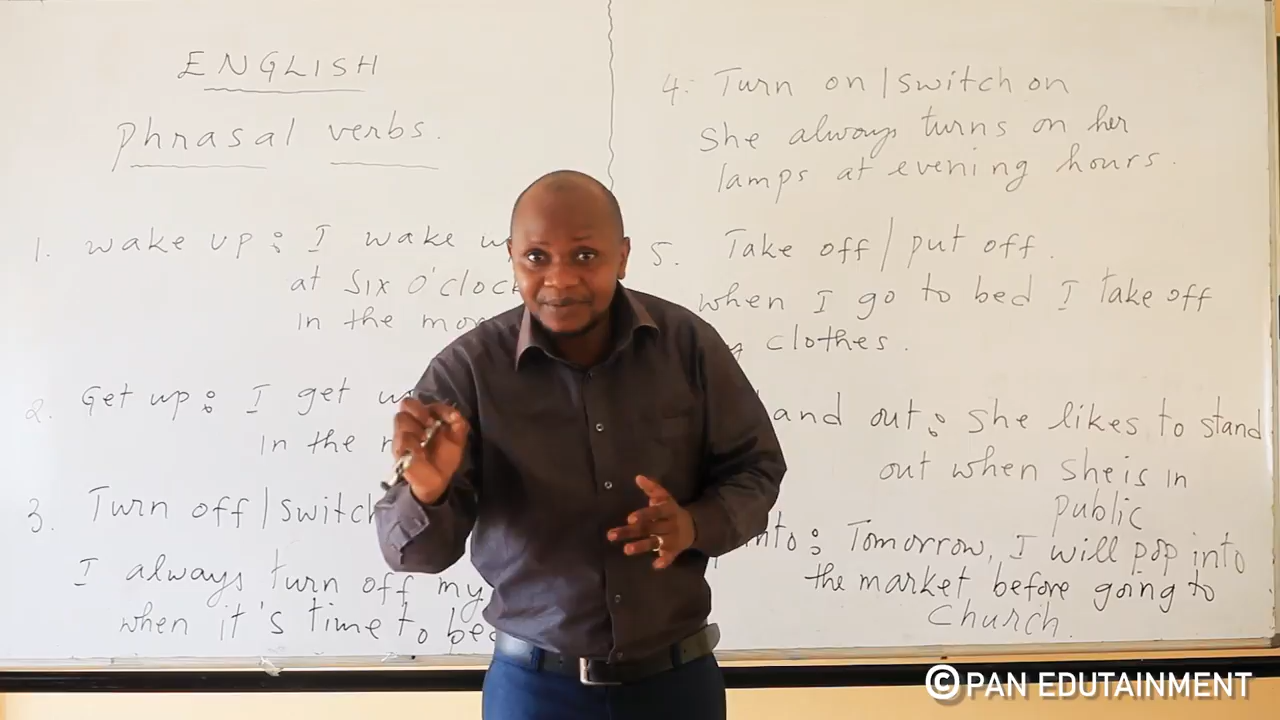 ENGLISH
Phrasal verbs.
1. wake up : I wake
at six o'clock
in the
2. Get up : I get
in the
3. Turn off / switch
I always turn off my
when it's time to
4. Turn on / switch on
She always turns on her
lamps at evening hours.
5. Take off / put off.
when I go to bed I take off
clothes.
out : She likes to stand
out when she is in
public
into : Tomorrow, I will pop into
the market, before going to
Church.
©PAN EDUTAINMENT